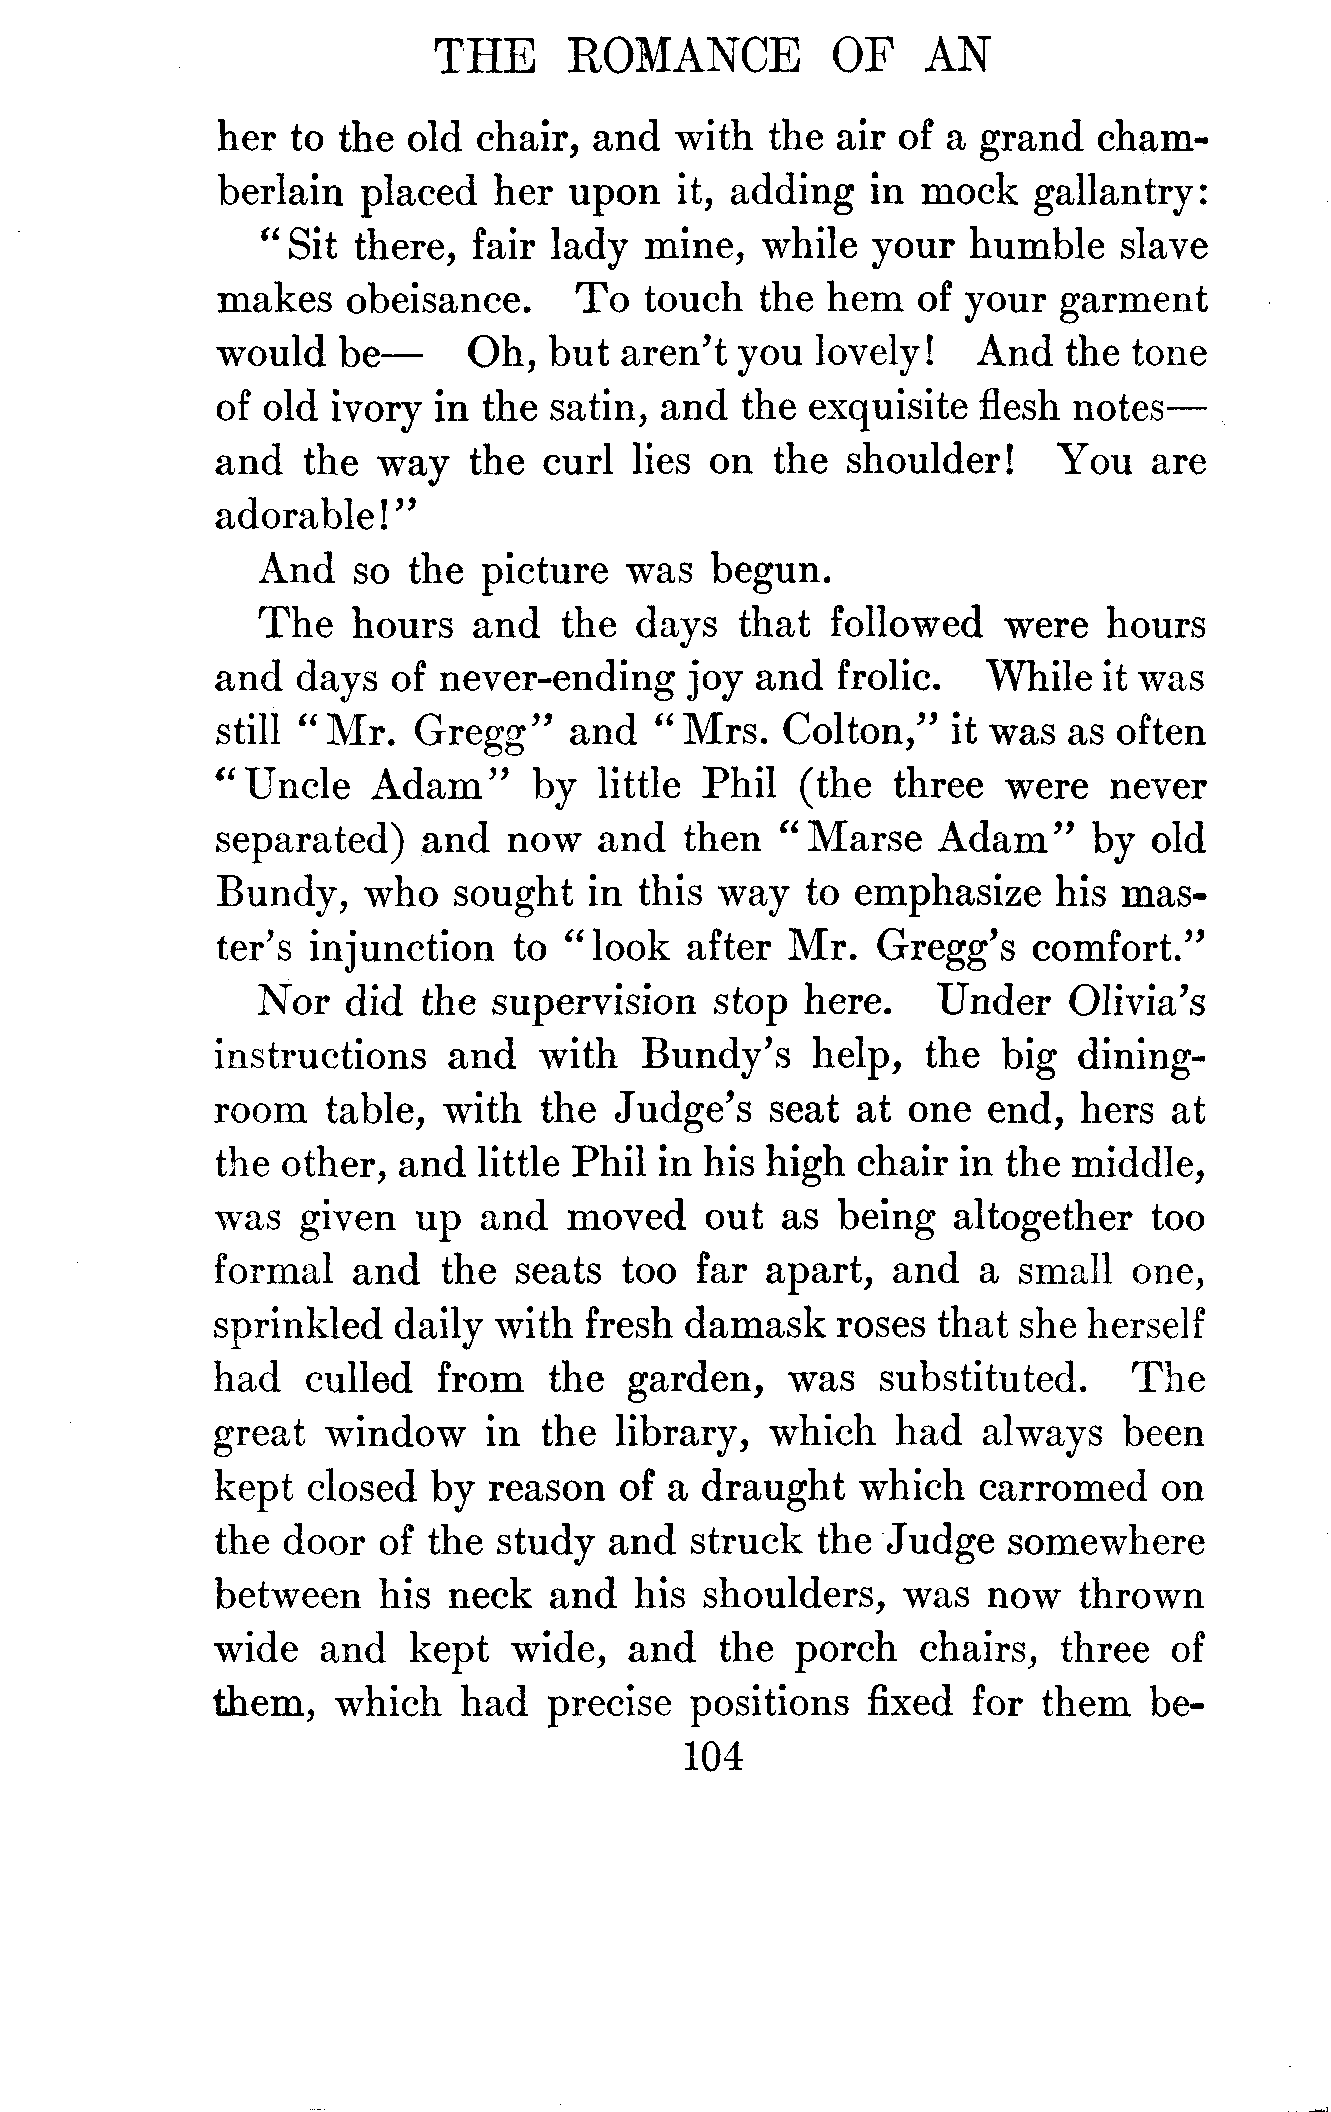 THE ROMANCE OF AN
her to the old chair, and with the air of a grand cham-
berlain placed her upon it, adding in mock gallantry:
"Sit there, fair lady mine, while your humble slave
makes obeisance. To touch the hem of your garment
would be— Oh, but aren't you lovely! And the tone
of old ivory in the satin, and the exquisite flesh notes—
and the way the curl lies on the shoulder! You are
adorable!"
And so the picture was begun.
The hours and the days that followed were hours
and days of never-ending joy and frolic. While it was
still "Mr. Gregg" and "Mrs. Colton," it was as often
"Uncle Adam" by little Phil (the three were never
separated) and now and then "Marse Adam" by old
Bundy, who sought in this way to emphasize his mas-
ter's injunction to "look after Mr. Gregg's comfort."
Nor did the supervision stop here. Under Olivia's
instructions and with Bundy's help, the big dining-
room table, with the Judge's seat at one end, hers at
the other, and little Phil in his high chair in the middle,
was given up and moved out as being altogether too
formal and the seats too far apart, and a small one,
sprinkled daily with fresh damask roses that she herself
had culled from the garden, was substituted. The
great window in the library, which had always been
kept closed by reason of a draught which carromed on
the door of the study and struck the Judge somewhere
between his neck and his shoulders, was now thrown
wide and kept wide, and the porch chairs, three of
them, which had precise positions fixed for them be-
104